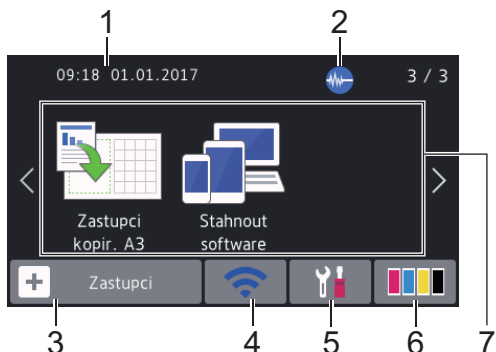 1
2
09:18 01.01.2017
3 / 3
Zastupci
kopir. A3
Stahnout
software
Zastupci
3
4
5
6
7